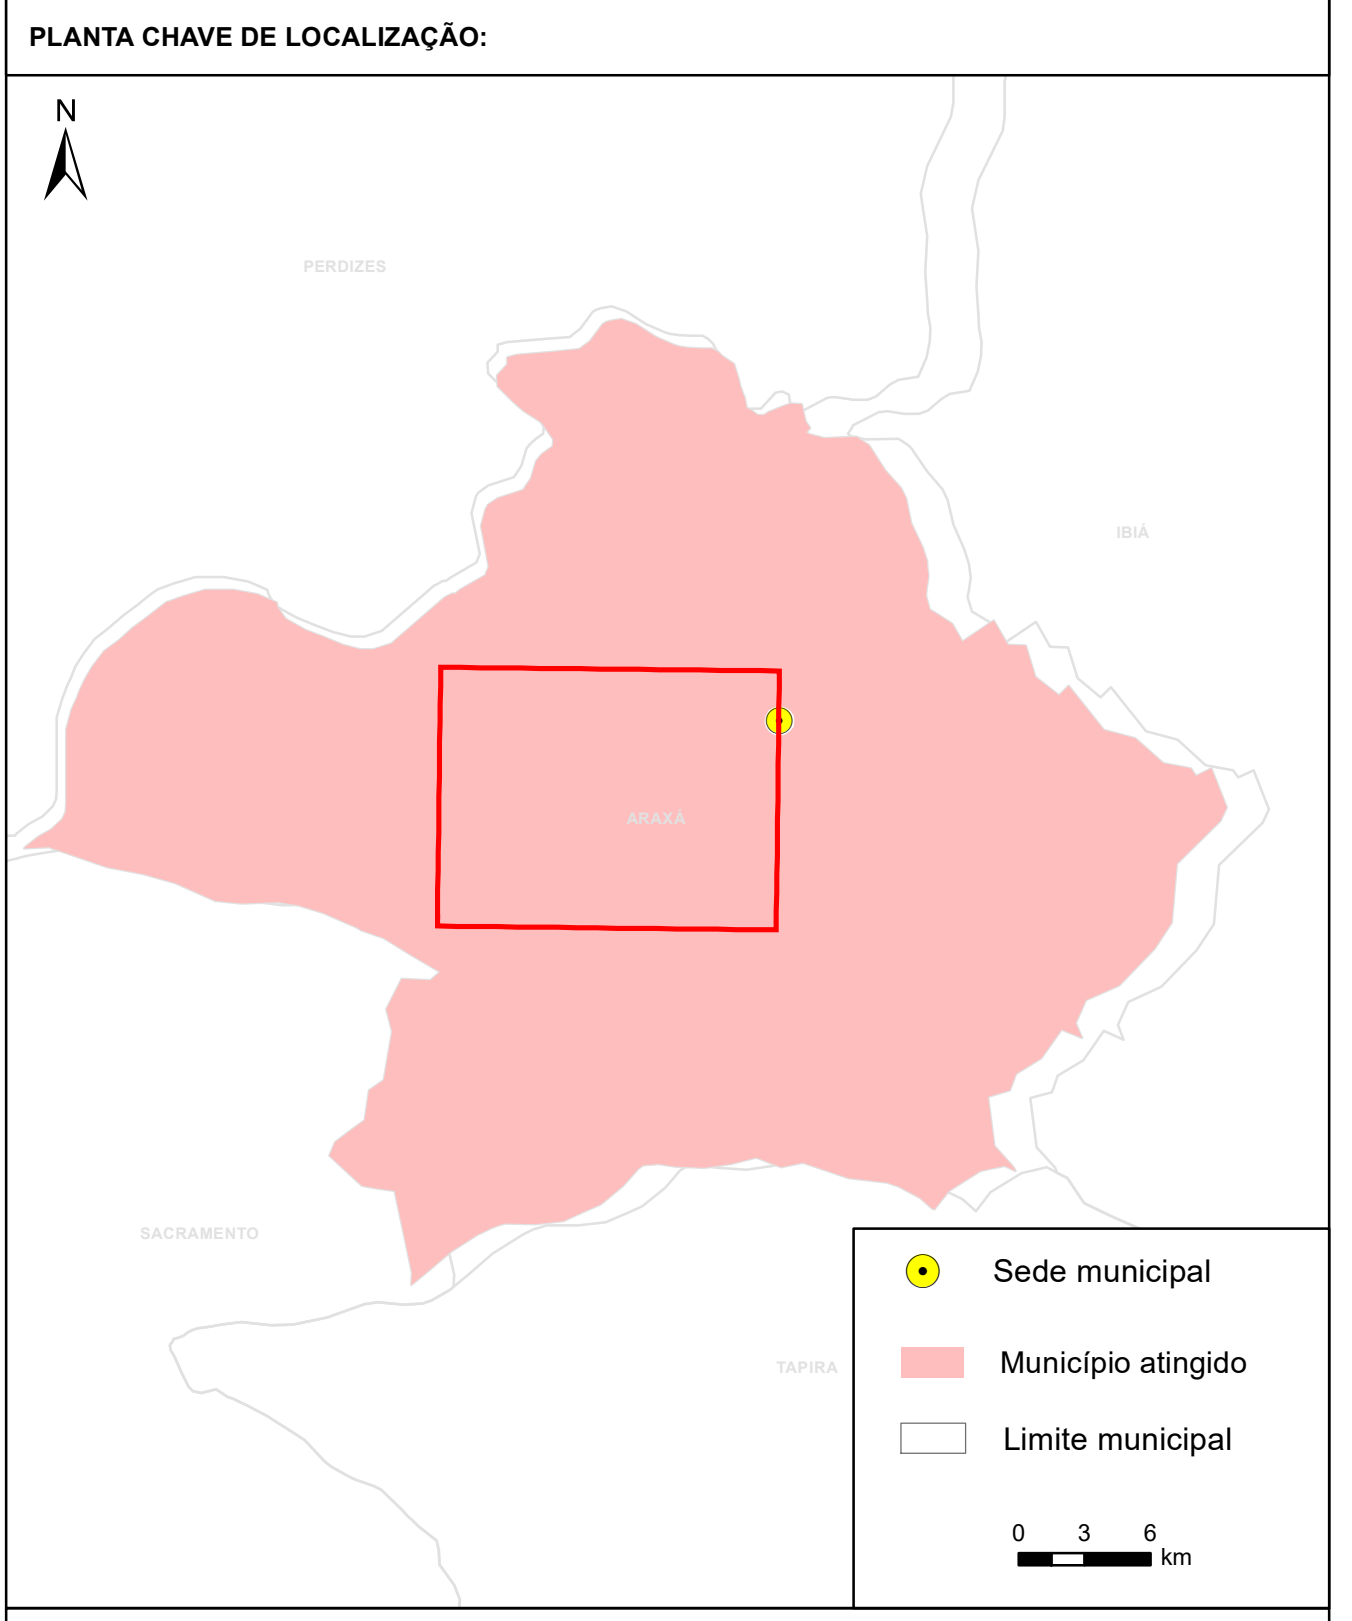 PLANTA CHAVE DE LOCALIZAÇÃO:
N
PERDIZES
IBIÁ
ARAXÁ
SACRAMENTO
TAPIRA
Sede municipal
Município atingido
Limite municipal
0 3 6
km